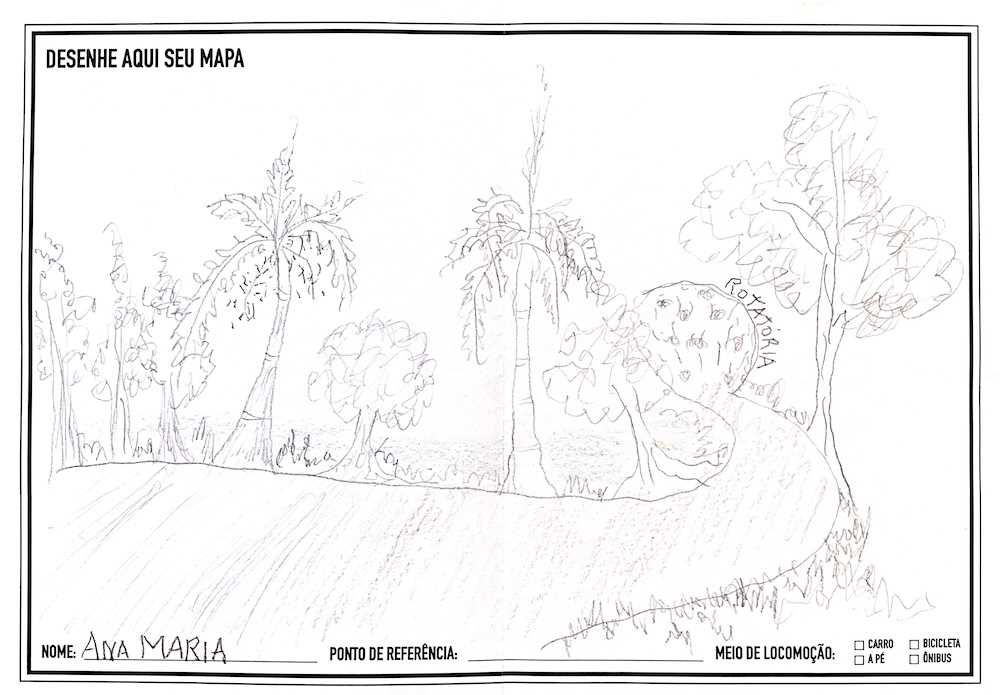 DESENHE AQUI SEU MAPA
ROTATÓRIA
NOME: ANA MARIA
PONTO DE REFERÊNCIA:
MEIO DE LOCOMOÇÃO:
CARRO
BICICLETA
A PÉ
ÔNIBUS